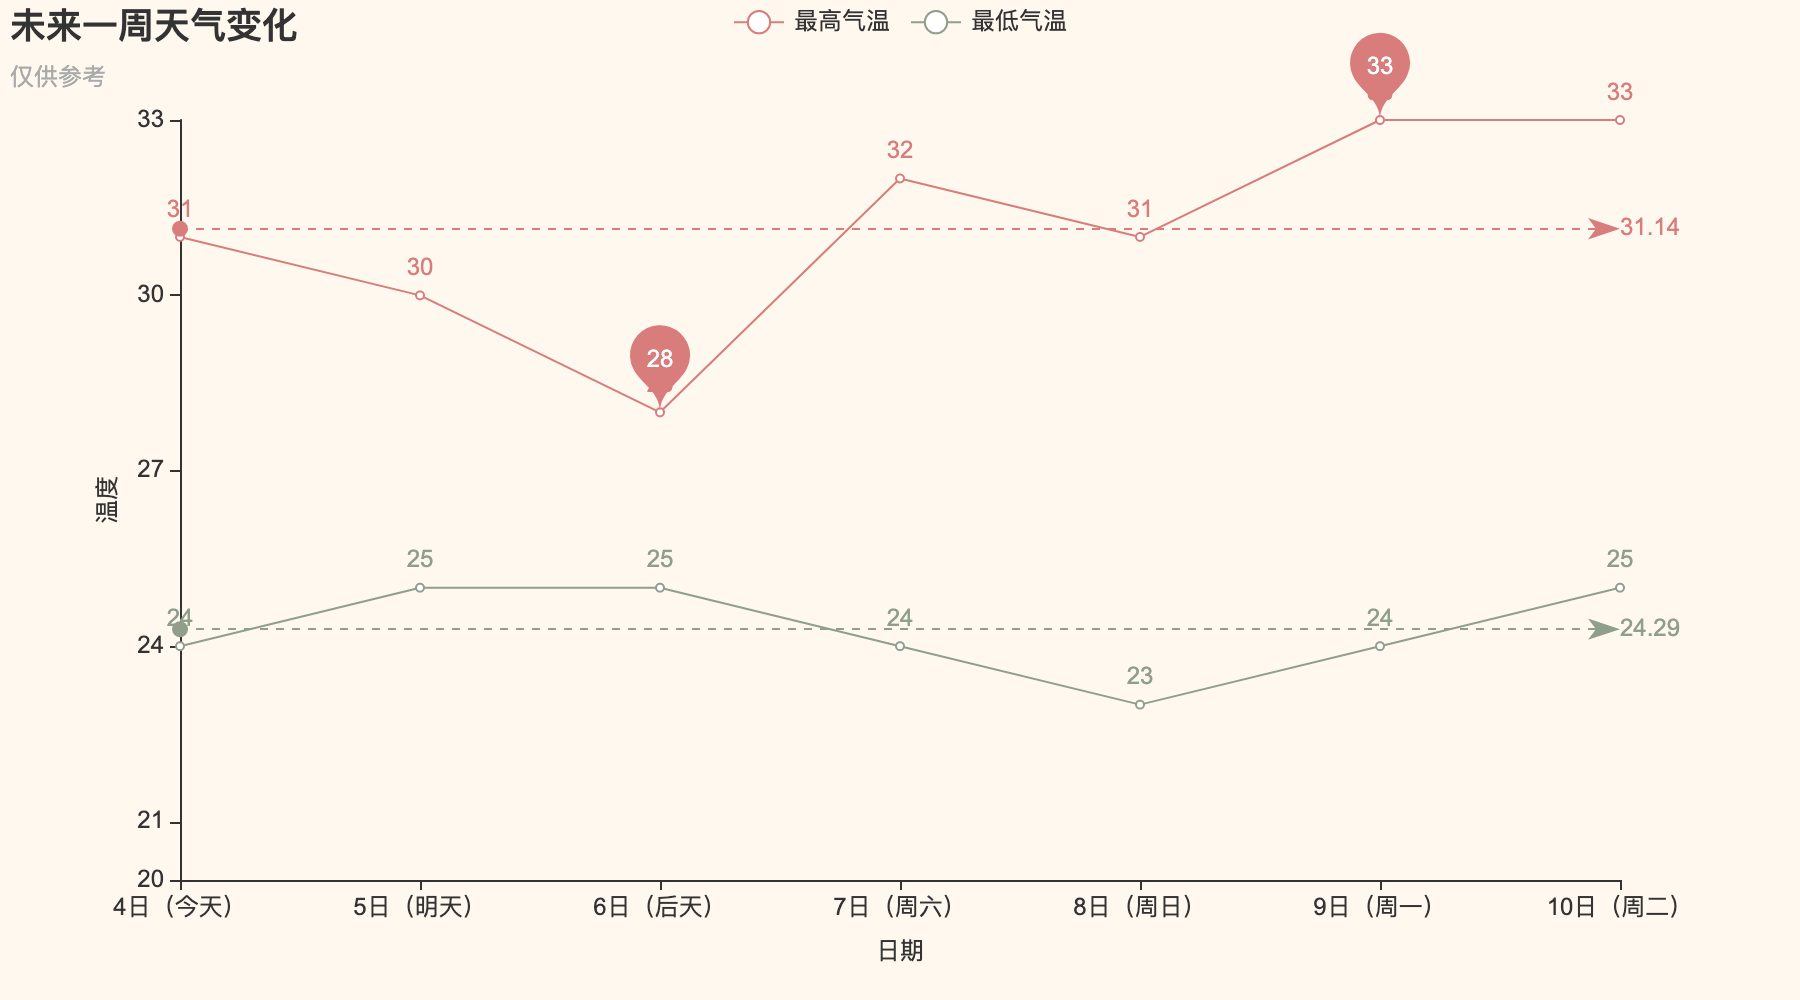 未来一周天气变化
仅供参考
最高气温
最低气温
33
30
27
24
21
20
温度
31
30
28
32
31
33
33
31.14
24
25
25
24
23
24
25
24.29
4日（今天）
5日（明天）
6日（后天）
7日（周六）
8日（周日）
9日（周一）
10日（周二）
日期